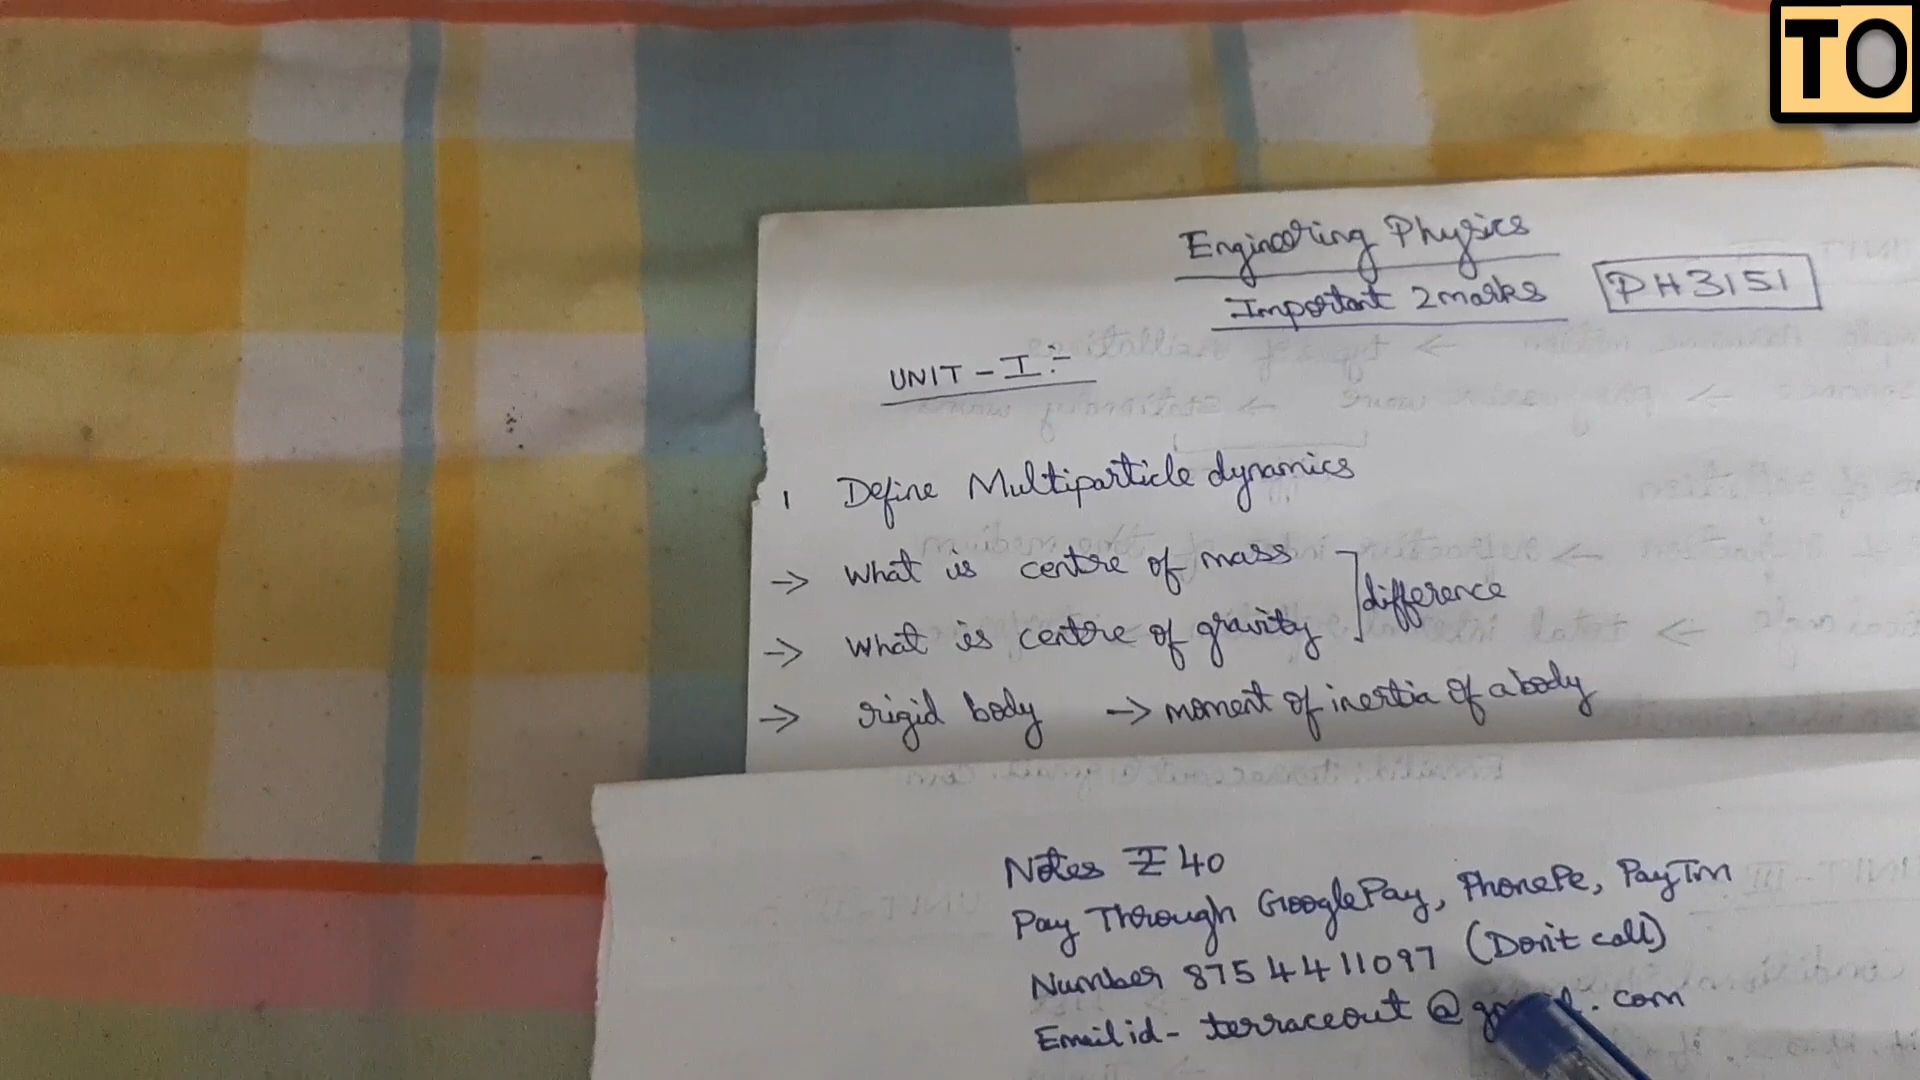 TO
Engineering Physics
Important 2marks PH3151
UNIT - I :-
1 Define Multiparticle dynamics
→ What is centre of mass
difference
→ What is centre of gravity
→ rigid body → moment of inertia of a body
Notes ₹ 40
Pay Through GooglePay, PhonePe, PayTm
Number 8754411097 (Don't call)
Email id - terraceout @ .com